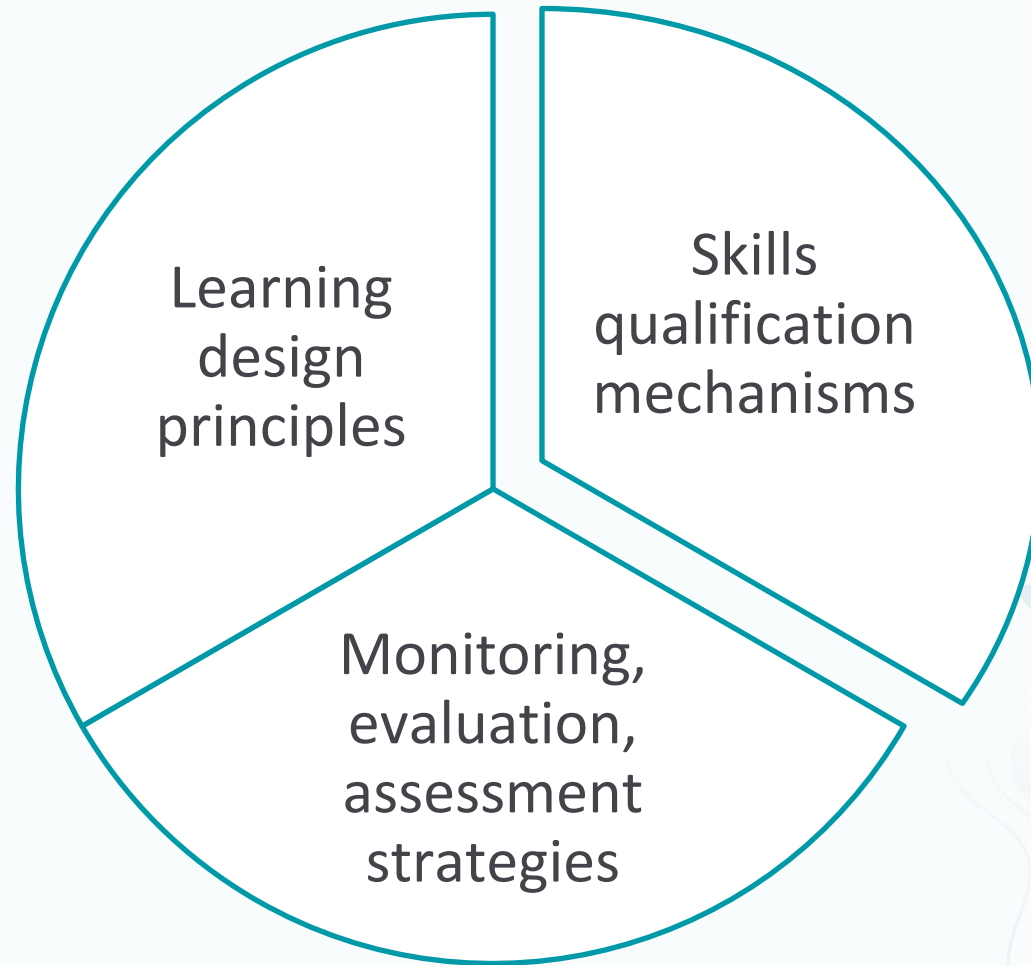 Learning
design
principles
Skills
qualification
mechanisms
Monitoring,
evaluation,
assessment
strategies